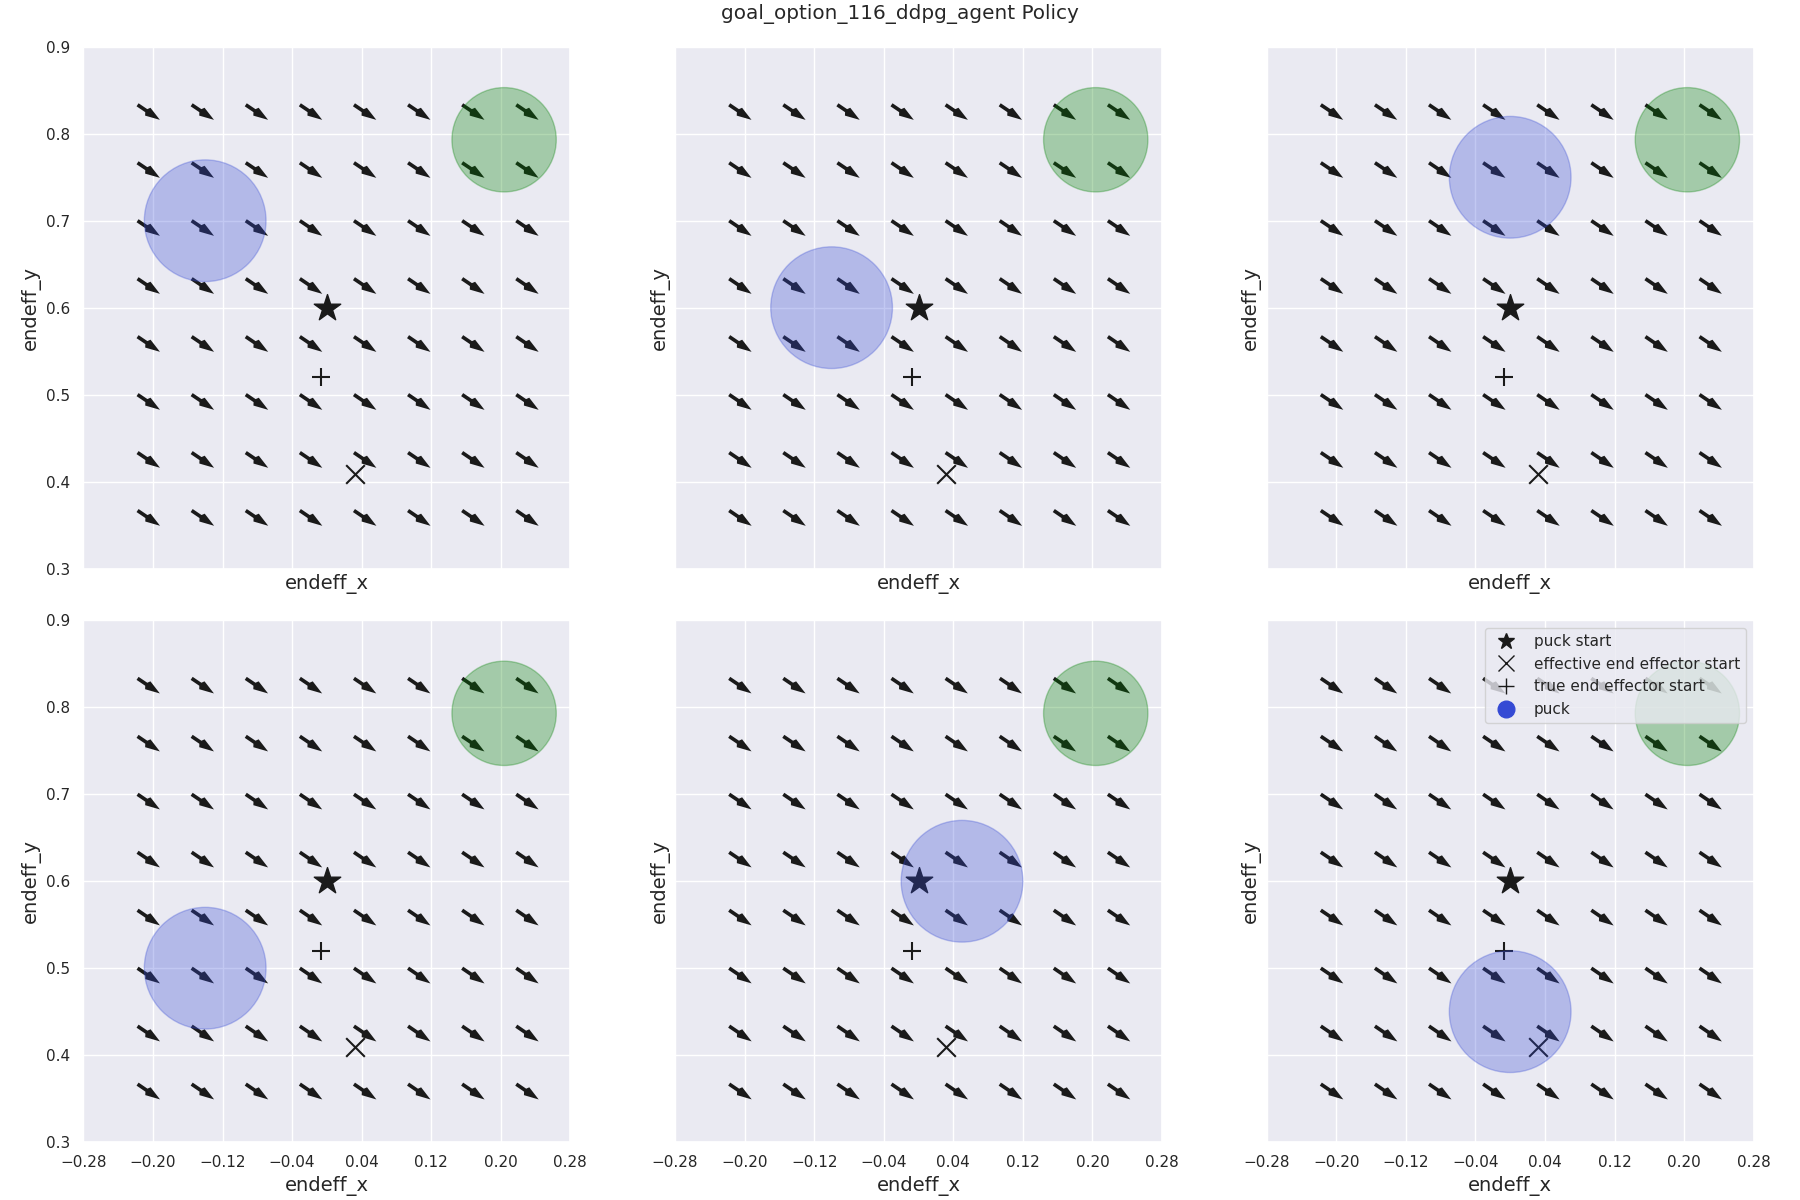 goal_option_116_ddpg_agent Policy
0.9
0.8
0.7
0.6
0.5
0.4
0.3
endeff_y
endeff_x
endeff_y
endeff_x
endeff_y
endeff_x
0.9
0.8
0.7
0.6
0.5
0.4
0.3
endeff_y
−0.28 −0.20 −0.12 −0.04 0.04 0.12 0.20 0.28
endeff_x
endeff_y
−0.28 −0.20 −0.12 −0.04 0.04 0.12 0.20 0.28
endeff_x
endeff_y
puck start
effective end effector start
true end effector start
puck
−0.28 −0.20 −0.12 −0.04 0.04 0.12 0.20 0.28
endeff_x